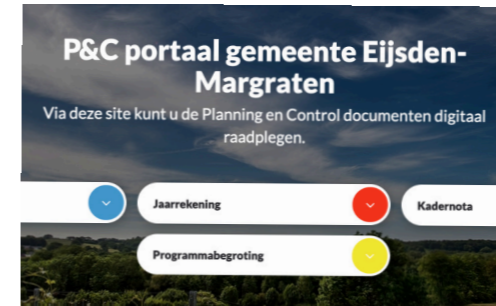 P&C portaal gemeente Eijsden-
Margraten
Via deze site kunt u de Planning en Control documenten digitaal
raadplegen.
Jaarrekening
Kadernota
Programmabegroting